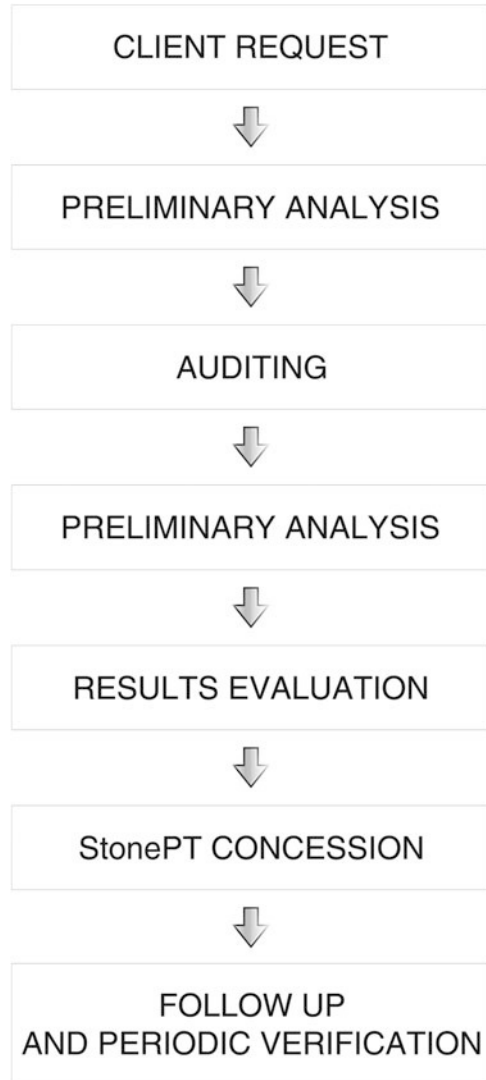 CLIENT REQUEST
PRELIMINARY ANALYSIS
AUDITING
PRELIMINARY ANALYSIS
RESULTS EVALUATION
StonePT CONCESSION
FOLLOW UP
AND PERIODIC VERIFICATION